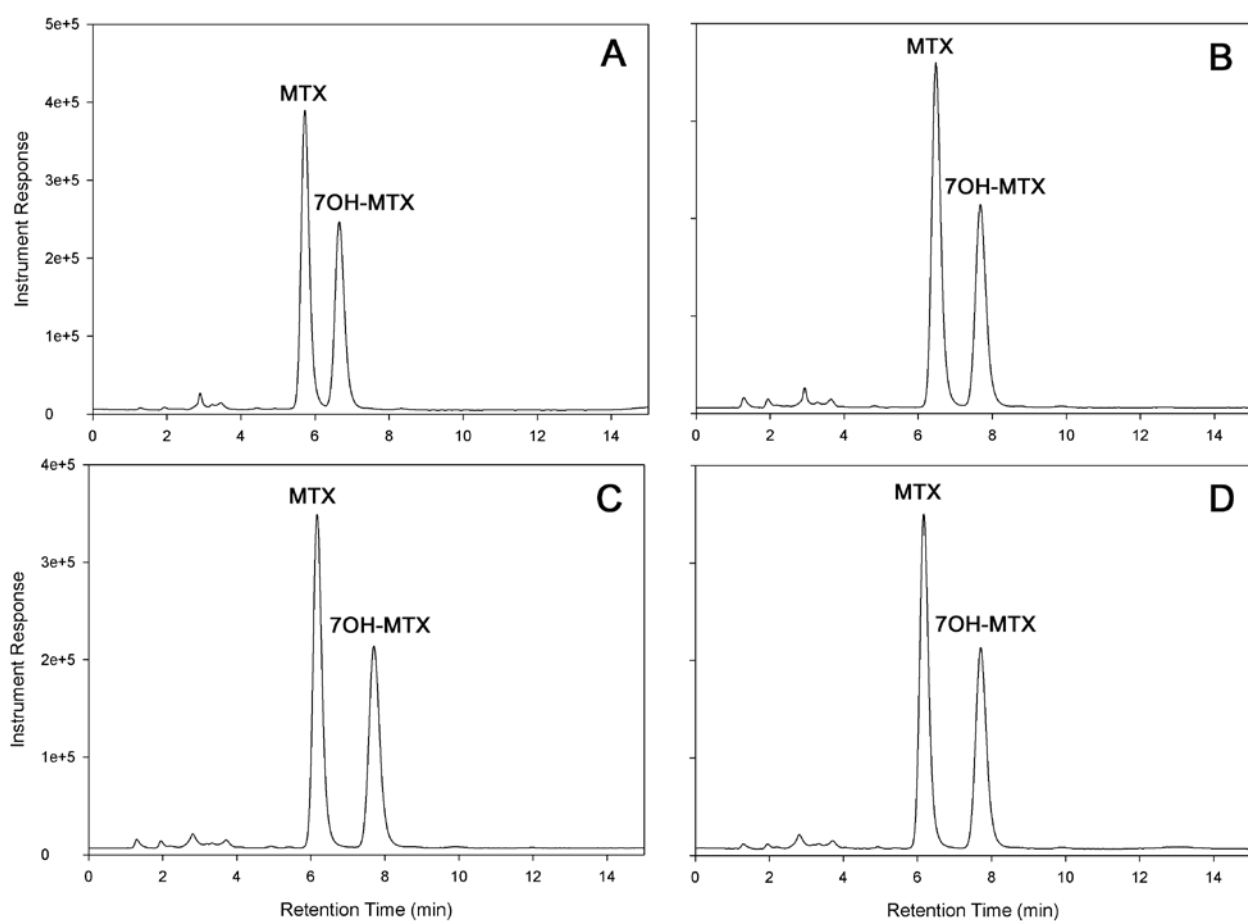 5e+5
4e+5
3e+5
2e+5
1e+5
0
Instrument Response
A
MTX
7OH-MTX
0 2 4 6 8 10 12 14
B
MTX
7OH-MTX
0 2 4 6 8 10 12 14
4e+5
3e+5
2e+5
1e+5
0
Instrument Response
C
MTX
7OH-MTX
0 2 4 6 8 10 12 14
Retention Time (min)
D
MTX
7OH-MTX
0 2 4 6 8 10 12 14
Retention Time (min)